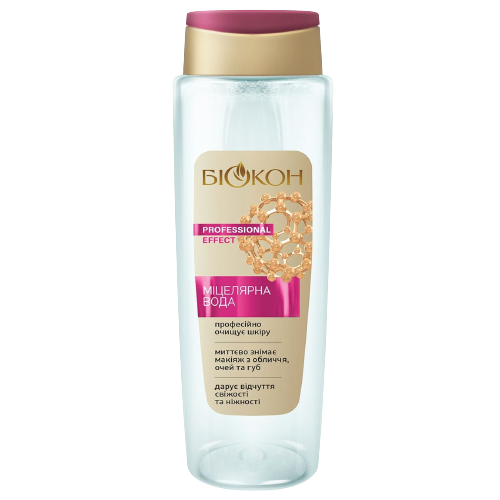 БІОКОН
PROFESSIONAL
EFFECT
МІЦЕЛЯРНА
ВОДА
професійно
очищує шкіру
миттєво знімає
макіяж з обличчя,
очей та губ
дарує відчуття
свіжості
та ніжності